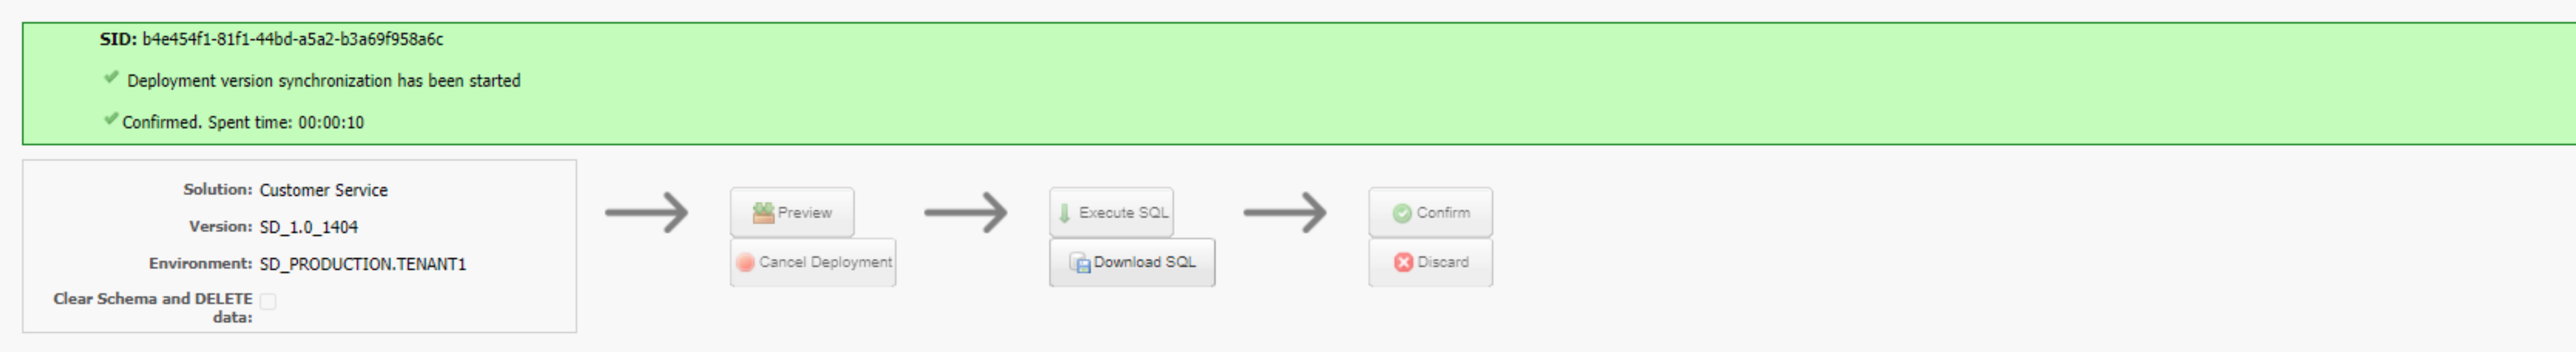 SID: b4e454f1-81f1-44bd-a5a2-b3a69f958a6c
Deployment version synchronization has been started
Confirmed. Spent time: 00:00:10
Solution: Customer Service
Version: SD_1.0_1404
Environment: SD_PRODUCTION.TENANT1
Clear Schema and DELETE
data:
Preview
Cancel Deployment
Execute SQL
Download SQL
Confirm
Discard